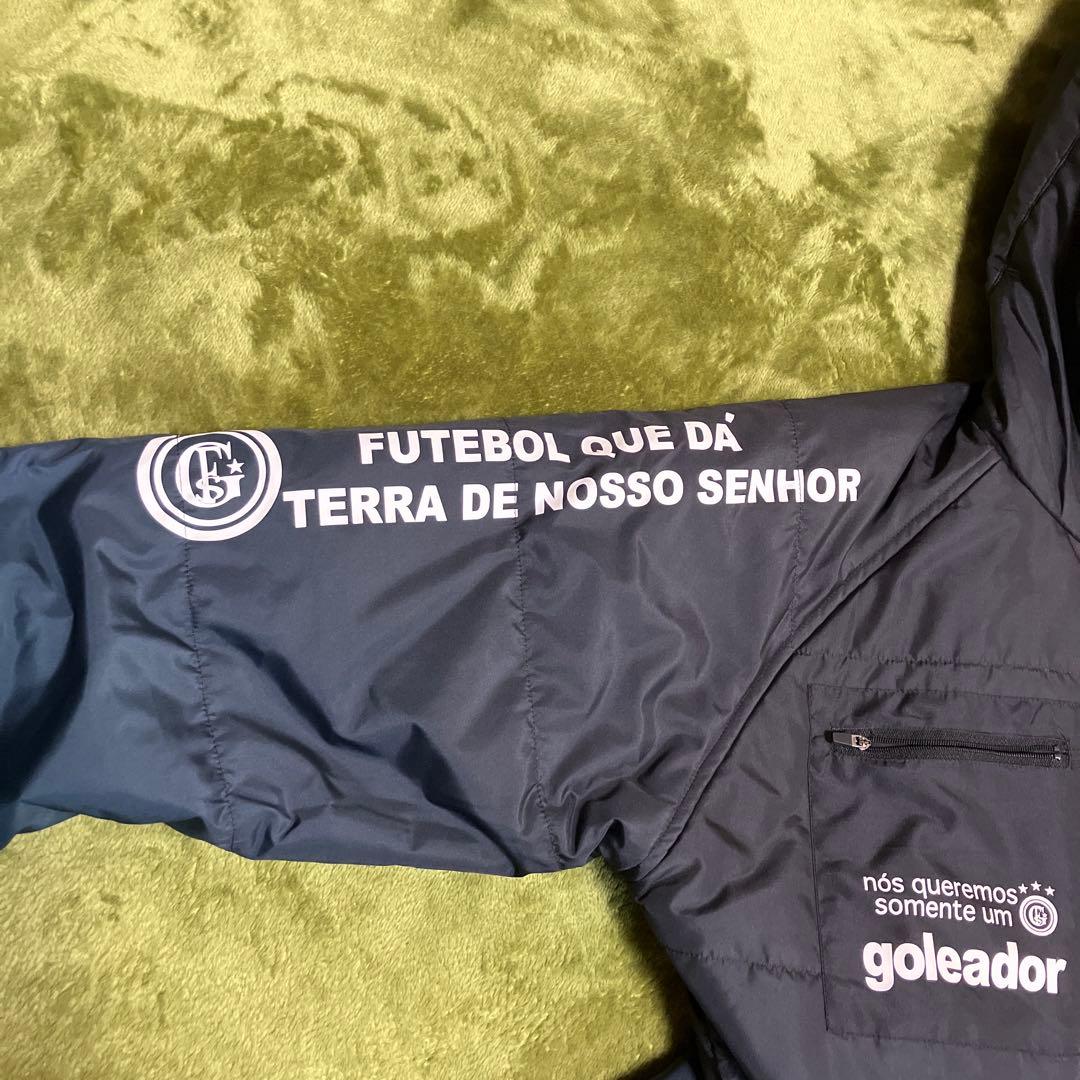 FUTEBOL QUE DÁ
TERRA DE NOSSO SENHOR
nós queremos
somente um
goleador